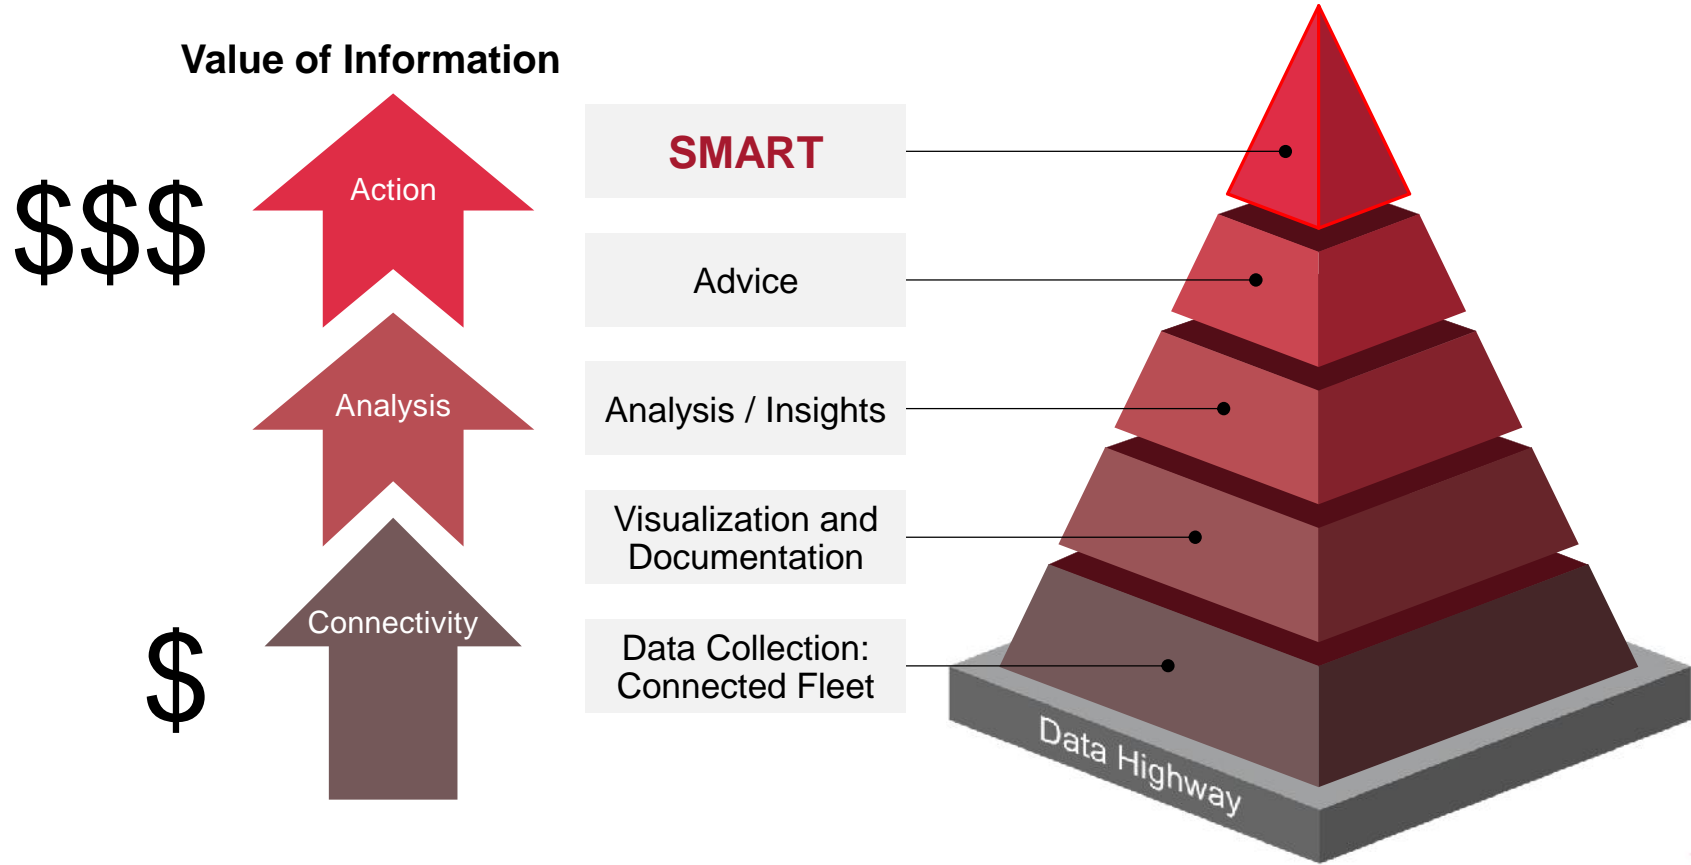 Value of Information
$$$
Action
Analysis
$
Connectivity
SMART
Advice
Analysis / Insights
Visualization and
Documentation
Data Collection:
Connected Fleet
Data Highway